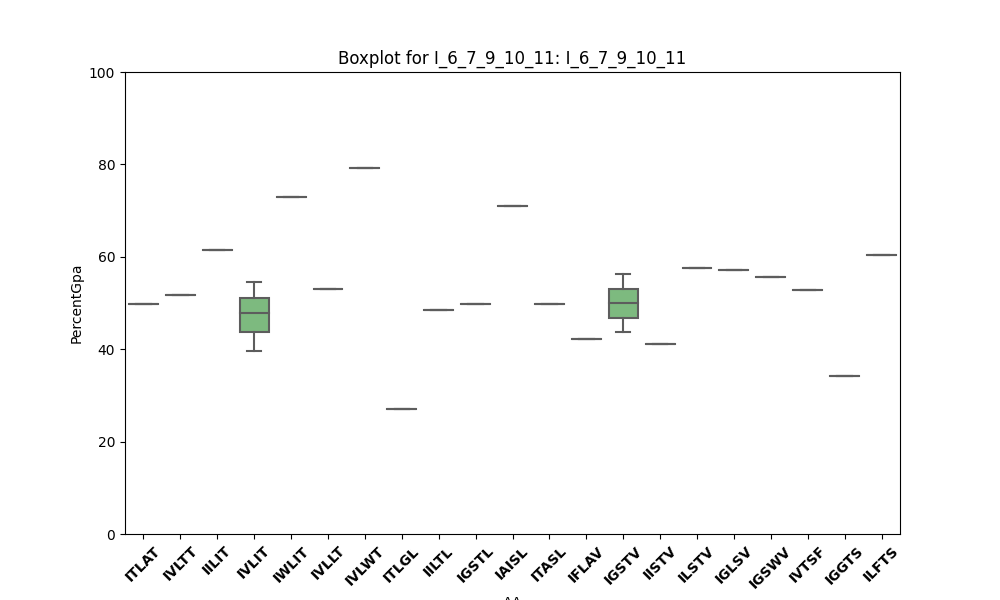 Boxplot for I_6_7_9_10_11: I_6_7_9_10_11
100
80
60
40
20
0
PercentGpa
ITLAT
IVLTT
IILIT
IVLIT
IWLIT
IVLLT
IVLWT
ITLGL
IILTL
IGSTL
IAISL
ITASL
IFLAV
IGSTV
IISTV
ILSTV
IGLSV
IGSWV
IVTSF
IGGTS
ILFTS